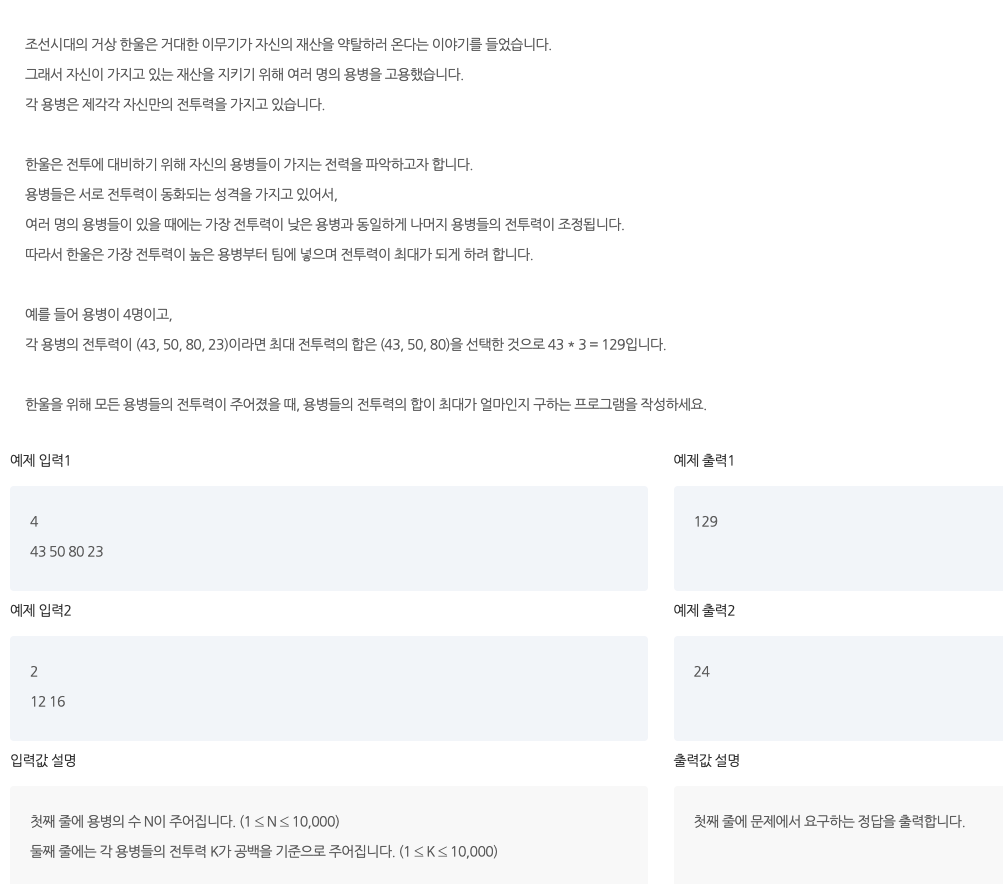 조선시대의 거상 한울은 거대한 이무기가 자신의 재산을 약탈하러 온다는 이야기를 들었습니다.
그래서 자신이 가지고 있는 재산을 지키기 위해 여러 명의 용병을 고용했습니다.
각 용병은 제각각 자신만의 전투력을 가지고 있습니다.
한울은 전투에 대비하기 위해 자신의 용병들이 가지는 전력을 파악하고자 합니다.
용병들은 서로 전투력이 동화되는 성격을 가지고 있어서,
여러 명의 용병들이 있을 때에는 가장 전투력이 낮은 용병과 동일하게 나머지 용병들의 전투력이 조정됩니다.
따라서 한울은 가장 전투력이 높은 용병부터 팀에 넣으며 전투력이 최대가 되게 하려 합니다.
예를 들어 용병이 4명이고,
각 용병의 전투력이 (43, 50, 80, 23)이라면 최대 전투력의 합은 (43, 50, 80)을 선택한 것으로 43 * 3 = 129입니다.
한울을 위해 모든 용병들의 전투력이 주어졌을 때, 용병들의 전투력의 합이 최대가 얼마인지 구하는 프로그램을 작성하세요.
예제 입력1
4
43 50 80 23
예제 출력1
129
예제 입력2
2
12 16
예제 출력2
24
입력값 설명
첫째 줄에 용병의 수 N이 주어집니다. (1 ≤ N ≤ 10,000)
둘째 줄에는 각 용병들의 전투력 K가 공백을 기준으로 주어집니다. (1 ≤ K ≤ 10,000)
출력값 설명
첫째 줄에 문제에서 요구하는 정답을 출력합니다.